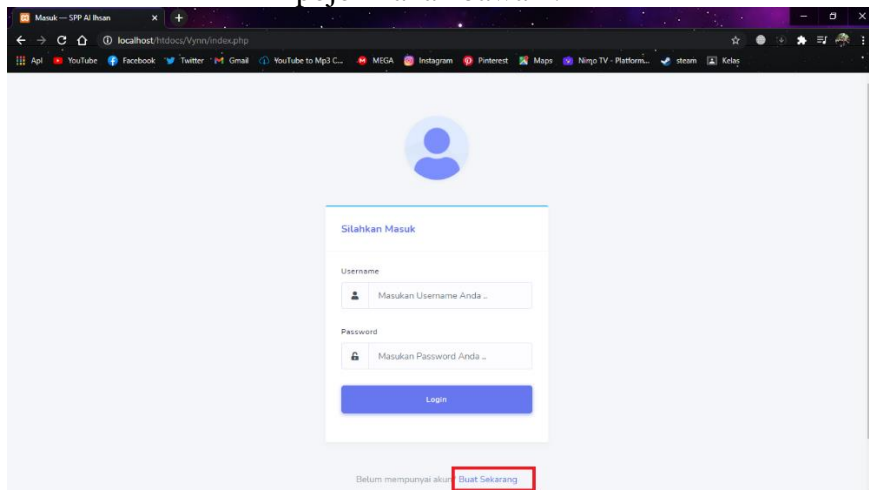 Masuk — SPP Al Ihsan
localhost/htdocs/Vynn/index.php
Apl YouTube Facebook Twitter Gmail YouTube to Mp3 C... MEGA Instagram Pinterest Maps Nimo TV - Platform... steam Kelas
Silahkan Masuk
Username
Masukan Username Anda ..
Password
Masukan Password Anda ..
Login
Belum mempunyai akun? Buat Sekarang